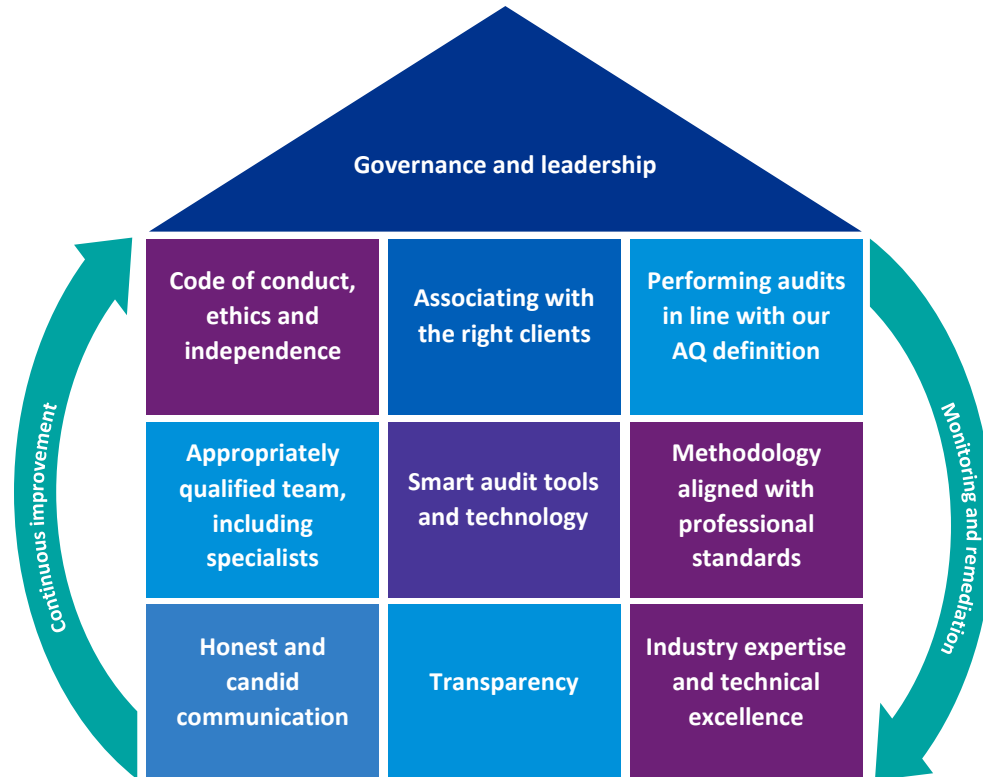 Governance and leadership
Code of conduct,
ethics and
independence
Associating with
the right clients
Performing audits
in line with our
AQ definition
Appropriately
qualified team,
including
specialists
Smart audit tools
and technology
Methodology
aligned with
professional
standards
Honest and
candid
communication
Transparency
Industry expertise
and technical
excellence
Continuous improvement
Monitoring and remediation